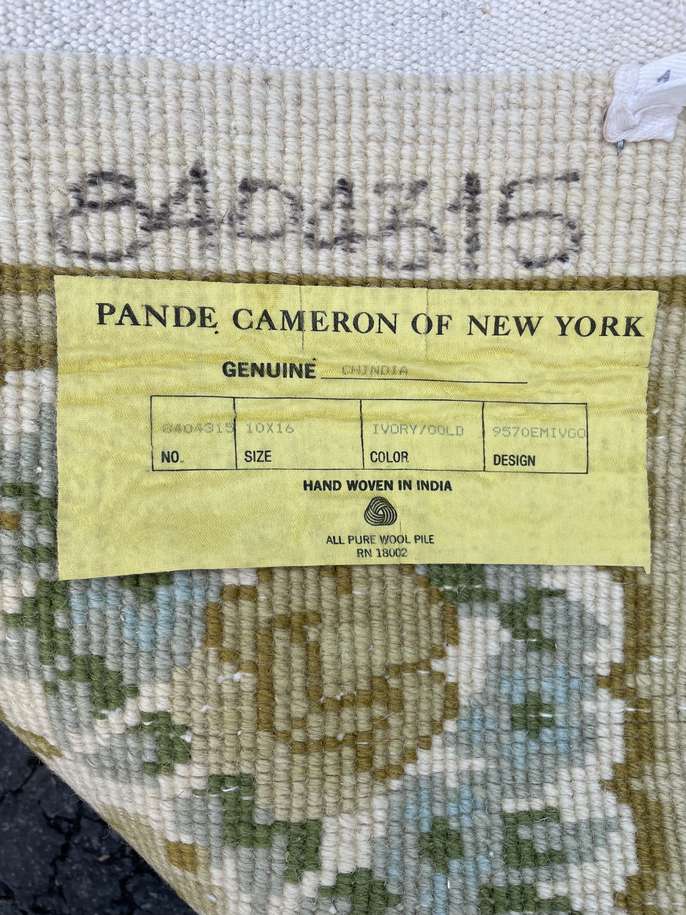 8404315
PANDE CAMERON OF NEW YORK
GENUINE CHINDIA
8404315 10X16 IVORY/GOLD 9570EMIVGO
NO. SIZE COLOR DESIGN
HAND WOVEN IN INDIA
ALL PURE WOOL PILE
RN 18002